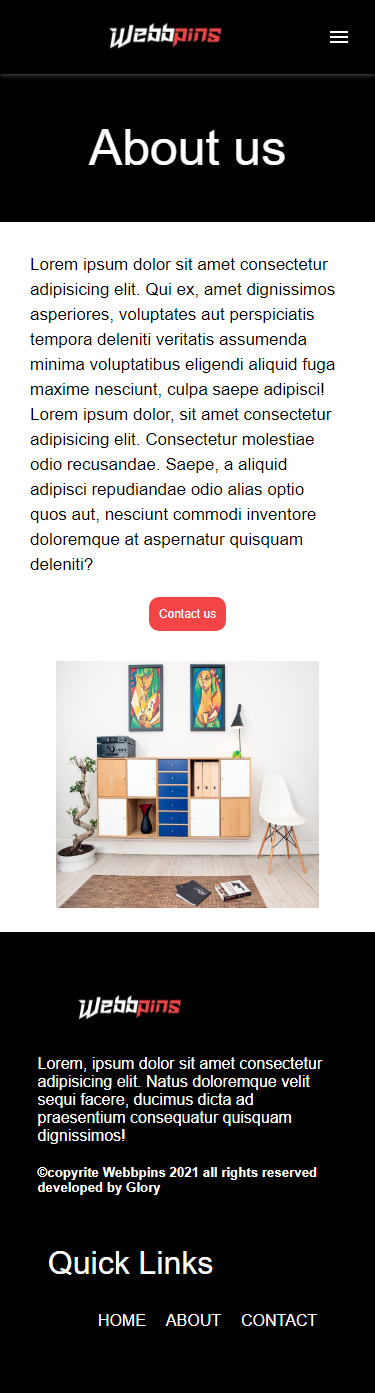 Webbpins
About us
Lorem ipsum dolor sit amet consectetur
adipisicing elit. Qui ex, amet dignissimos
asperiores, voluptates aut perspiciatis
tempora deleniti veritatis assumenda
minima voluptatibus eligendi aliquid fuga
maxime nesciunt, culpa saepe adipisci!
Lorem ipsum dolor, sit amet consectetur
adipisicing elit. Consectetur molestiae
odio recusandae. Saepe, a aliquid
adipisci repudiandae odio alias optio
quos aut, nesciunt commodi inventore
doloremque at aspernatur quisquam
deleniti?
Contact us
Webbpins
Lorem, ipsum dolor sit amet consectetur
adipisicing elit. Natus doloremque velit
sequi facere, ducimus dicta ad
praesentium consequatur quisquam
dignissimos!
©copyrite Webbpins 2021 all rights reserved
developed by Glory
Quick Links
HOME ABOUT CONTACT